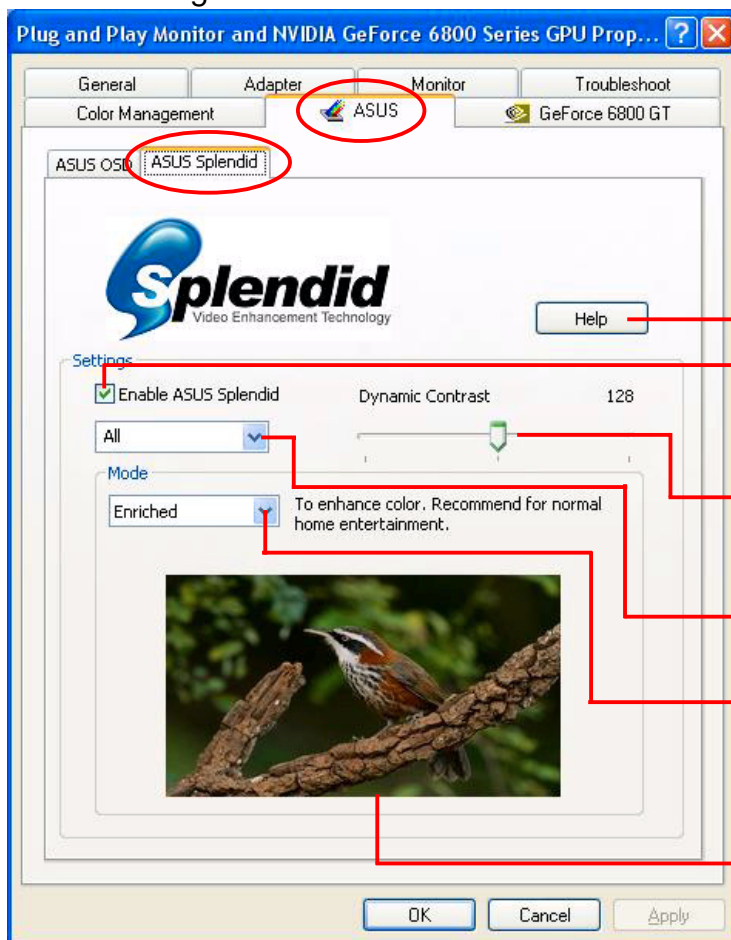 Plug and Play Monitor and NVIDIA GeForce 6800 Series GPU Prop...
General Adapter Monitor Troubleshoot
Color Management ASUS GeForce 6800 GT
ASUS OSD ASUS Splendid
Splendid
Video Enhancement Technology
Help
Settings
Enable ASUS Splendid Dynamic Contrast 128
All
Mode
Enriched To enhance color. Recommend for normal
home entertainment.
OK Cancel Apply